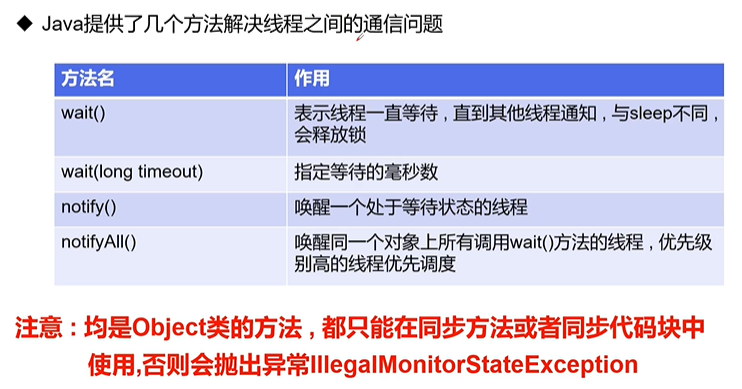 ◆ Java提供了几个方法解决线程之间的通信问题
方法名 作用
wait() 表示线程一直等待，直到其他线程通知，与sleep不同，
会释放锁
wait(long timeout) 指定等待的毫秒数
notify() 唤醒一个处于等待状态的线程
notifyAll() 唤醒同一个对象上所有调用wait()方法的线程，优先级
别高的线程优先调度
注意：均是Object类的方法，都只能在同步方法或者同步代码块中
使用,否则会抛出异常IllegalMonitorStateException